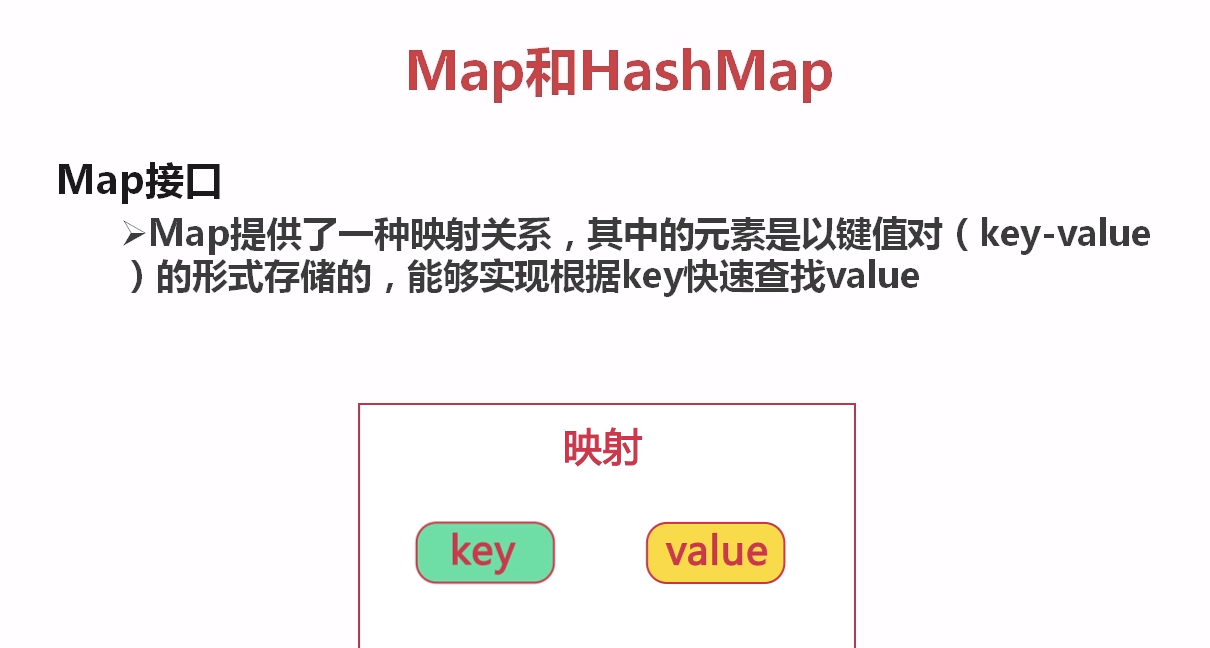 Map和HashMap
Map接口
➢Map提供了一种映射关系，其中的元素是以键值对（key-value
）的形式存储的，能够实现根据key快速查找value
映射
key
value